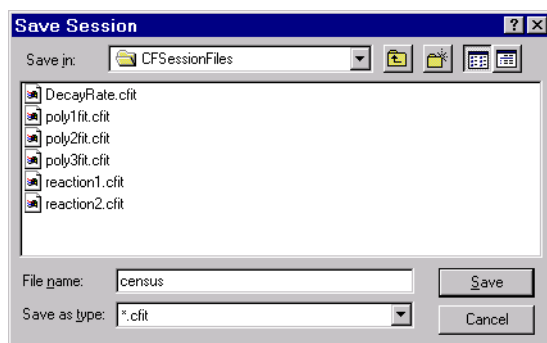 Save Session
Save in: CFSessionFiles
DecayRate.cfit
poly1fit.cfit
poly2fit.cfit
poly3fit.cfit
reaction1.cfit
reaction2.cfit
File name: census Save
Save as type: *.cfit Cancel